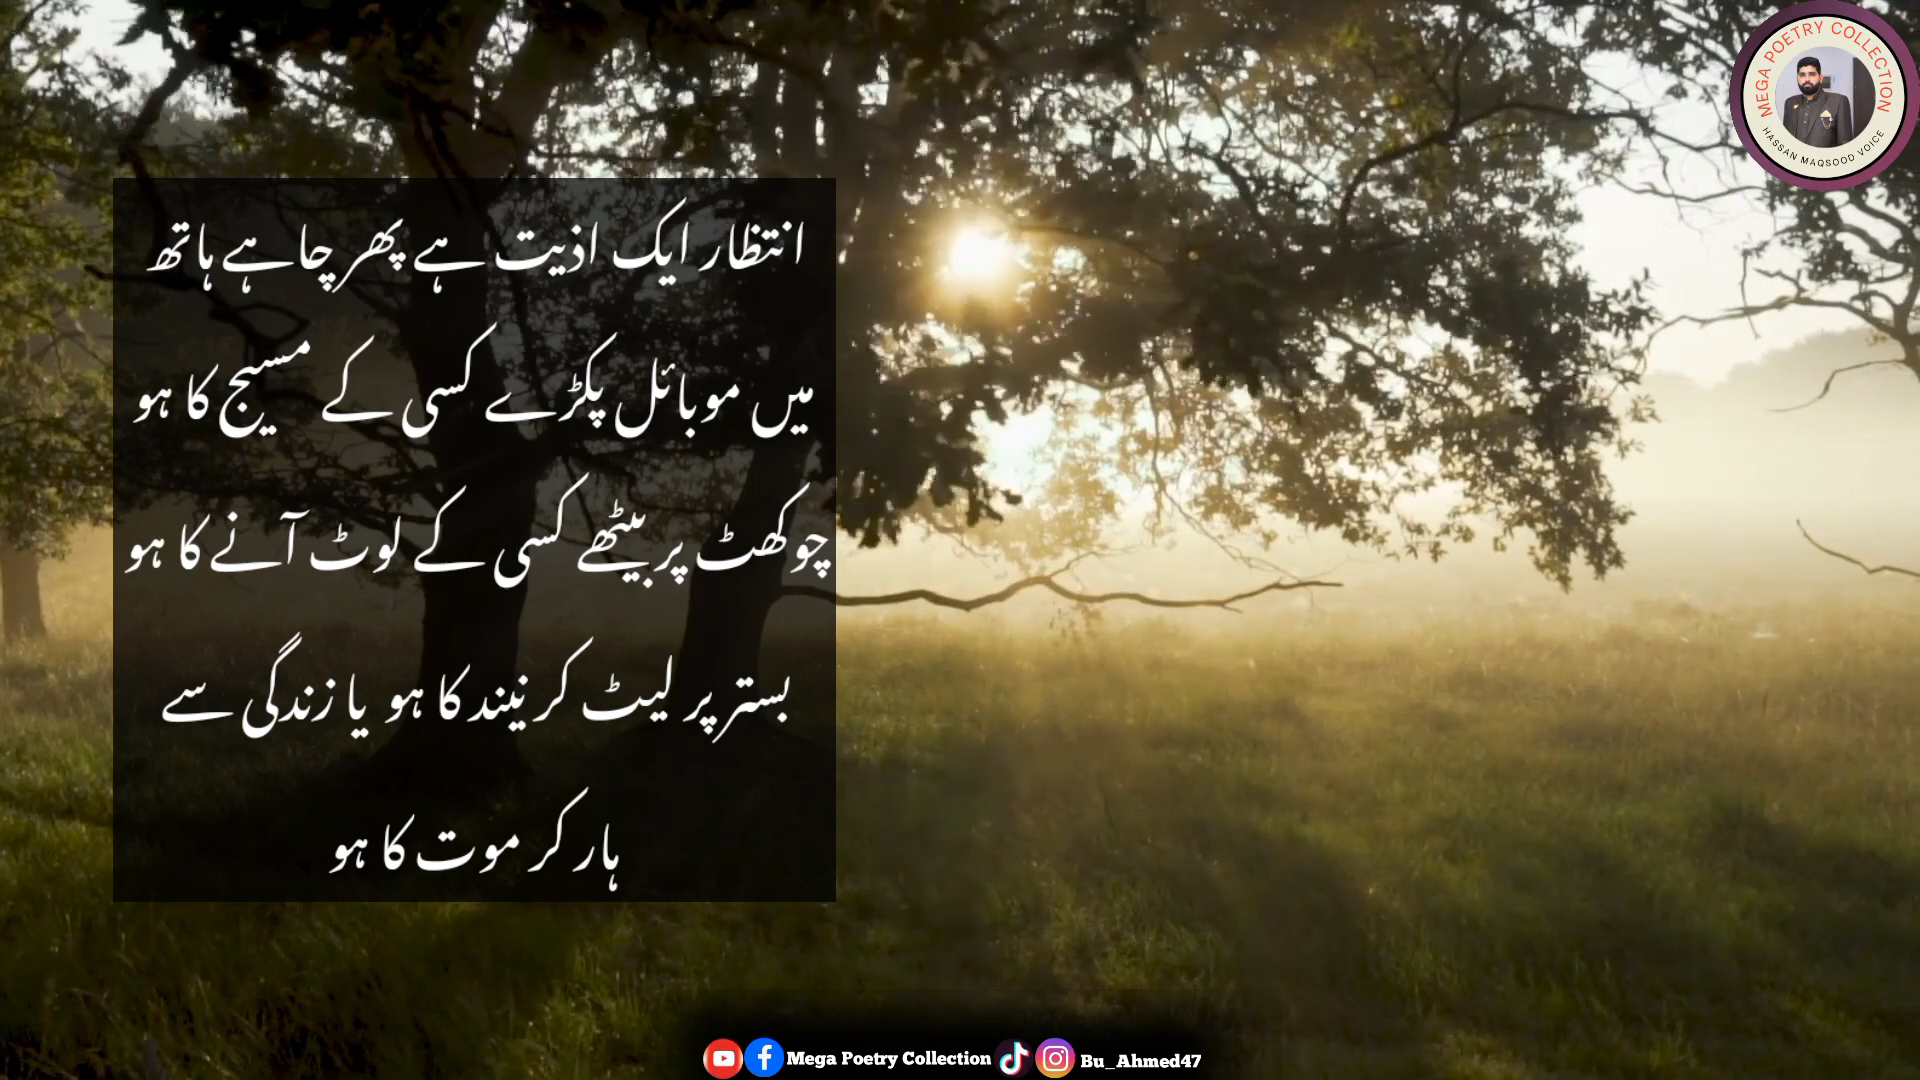 انتظار ایک اذیت ہے پھر چاہے ہاتھ
میں موبائل پکڑے کسی کے مسیج کا ہو
چوکھٹ پر بیٹھے کسی کے لوٹ آنے کا ہو
بستر پر لیٹ کر نیند کا ہو یا زندگی سے
ہار کر موت کا ہو
MEGA POETRY COLLECTION
HASSAN MAQSOOD VOICE
Mega Poetry Collection Bu_Ahmed47